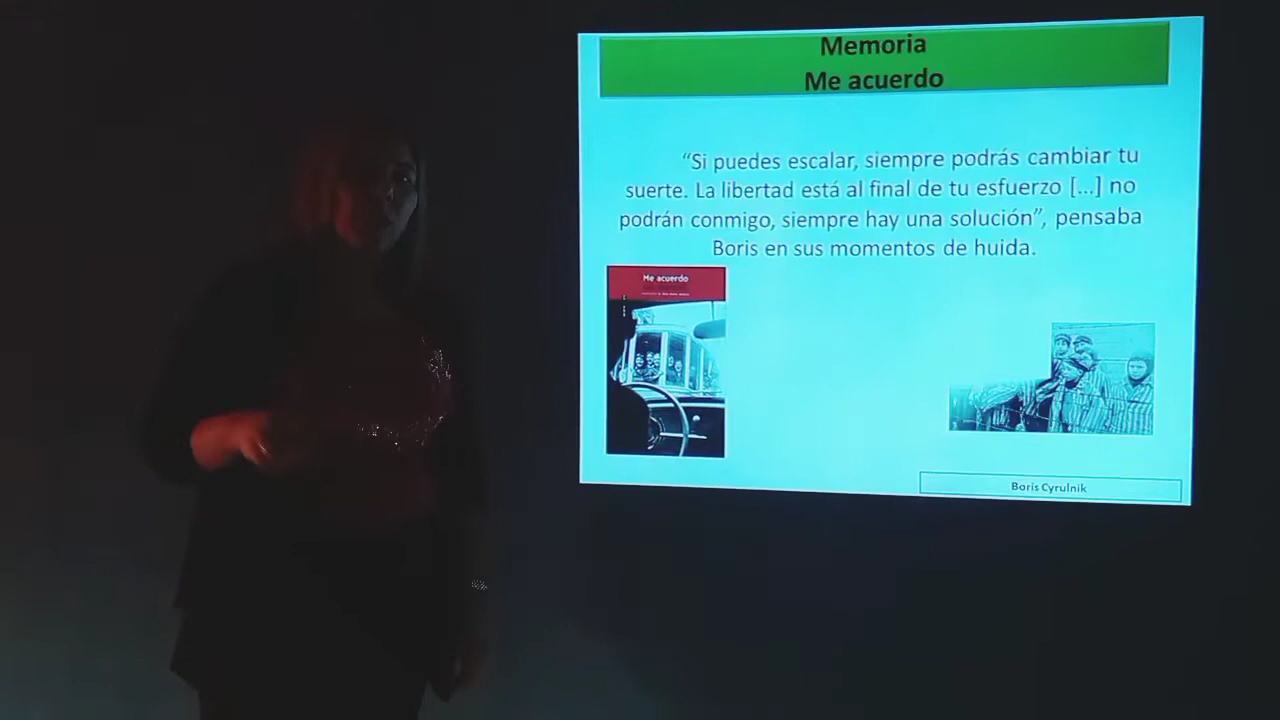 Memoria
Me acuerdo
“Si puedes escalar, siempre podrás cambiar tu
suerte. La libertad está al final de tu esfuerzo [...] no
podrán conmigo, siempre hay una solución”, pensaba
Boris en sus momentos de huida.
Me acuerdo
Boris Cyrulnik